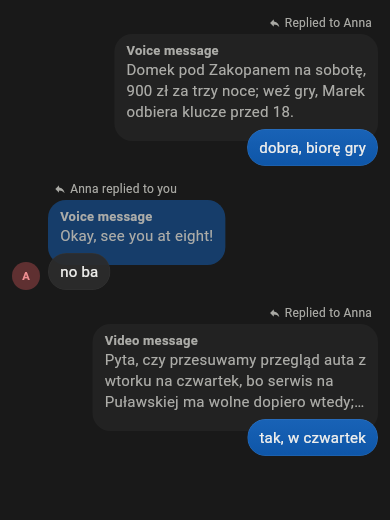 Replied to Anna
Voice message
Domek pod Zakopanem na sobotę,
900 zł za trzy noce; weź gry, Marek
odbiera klucze przed 18.
dobra, biorę gry
Anna replied to you
Voice message
Okay, see you at eight!
A
no ba
Replied to Anna
Video message
Pyta, czy przesuwamy przegląd auta z
wtorku na czwartek, bo serwis na
Puławskiej ma wolne dopiero wtedy;...
tak, w czwartek